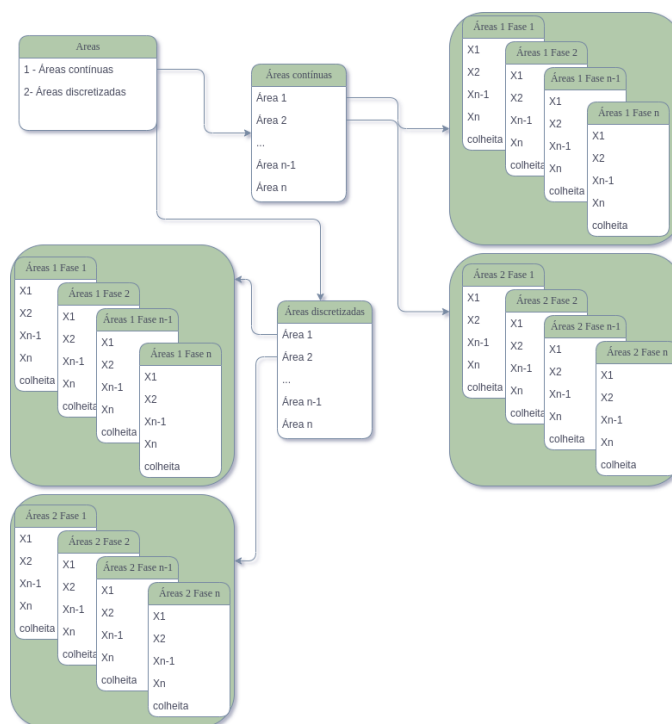 Areas
1 - Áreas contínuas
2- Áreas discretizadas
Áreas contínuas
Área 1
Área 2
...
Área n-1
Área n
Áreas 1 Fase 1
X1
X2
Xn-1
Xn
colheita
Áreas 1 Fase 2
X1
X2
Xn-1
Xn
colheita
Áreas 1 Fase n-1
X1
X2
Xn-1
Xn
colheita
Áreas 1 Fase n
X1
X2
Xn-1
Xn
colheita
Áreas 2 Fase 1
X1
X2
Xn-1
Xn
colheita
Áreas 2 Fase 2
X1
X2
Xn-1
Xn
colheita
Áreas 2 Fase n-1
X1
X2
Xn-1
Xn
colheita
Áreas 2 Fase n
X1
X2
Xn-1
Xn
colheita
Áreas discretizadas
Área 1
Área 2
...
Área n-1
Área n
Áreas 1 Fase 1
X1
X2
Xn-1
Xn
colheita
Áreas 1 Fase 2
X1
X2
Xn-1
Xn
colheita
Áreas 1 Fase n-1
X1
X2
Xn-1
Xn
colheita
Áreas 1 Fase n
X1
X2
Xn-1
Xn
colheita
Áreas 2 Fase 1
X1
X2
Xn-1
Xn
colheita
Áreas 2 Fase 2
X1
X2
Xn-1
Xn
colheita
Áreas 2 Fase n-1
X1
X2
Xn-1
Xn
colheita
Áreas 2 Fase n
X1
X2
Xn-1
Xn
colheita